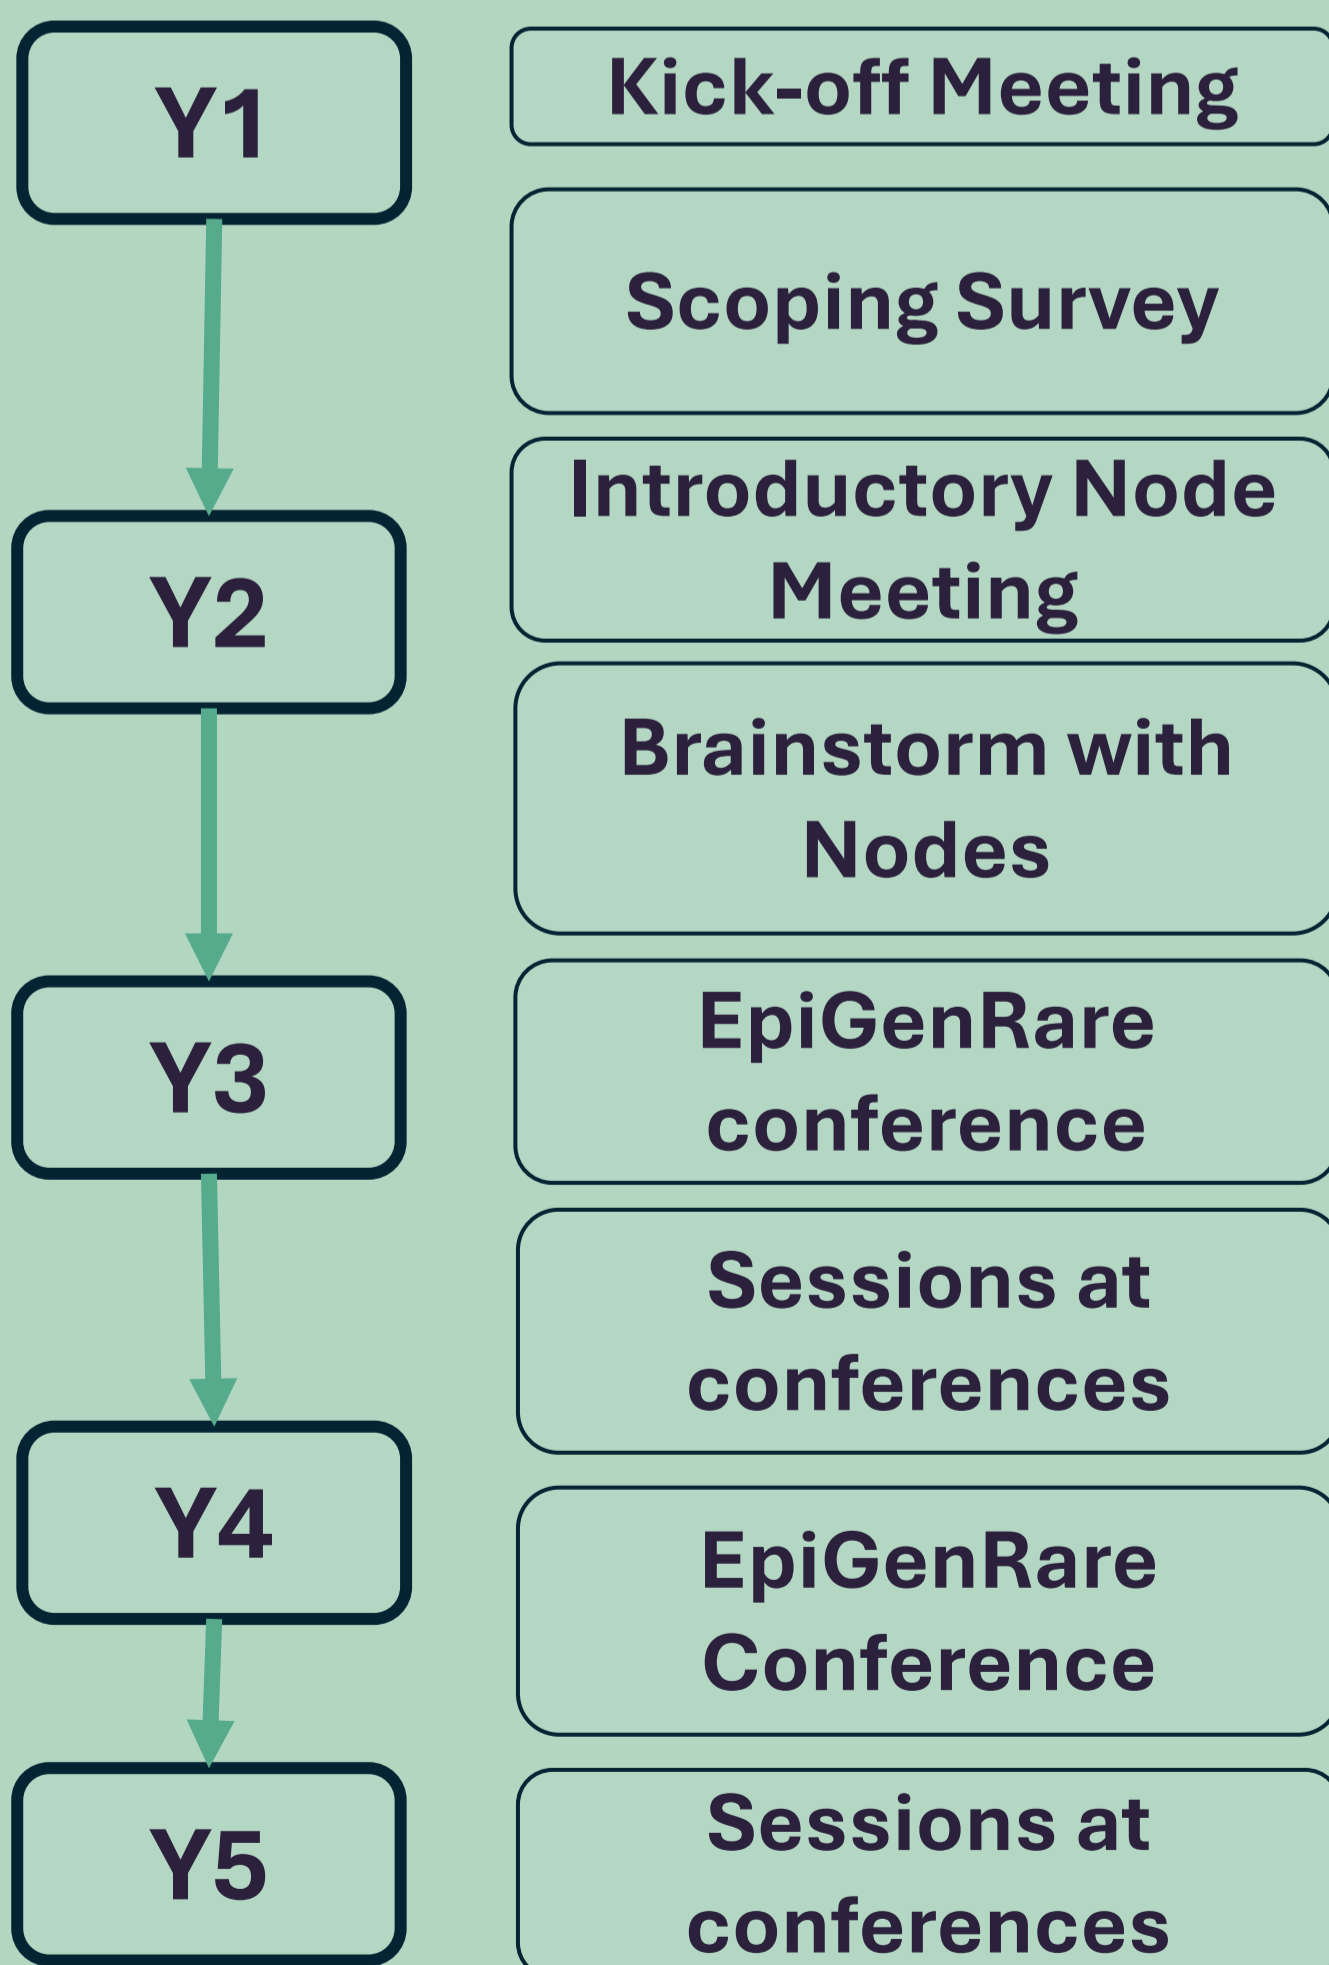 Y1
Kick-off Meeting
Scoping Survey
Y2
Introductory Node
Meeting
Brainstorm with
Nodes
Y3
EpiGenRare
conference
Sessions at
conferences
Y4
EpiGenRare
Conference
Y5
Sessions at
conferences